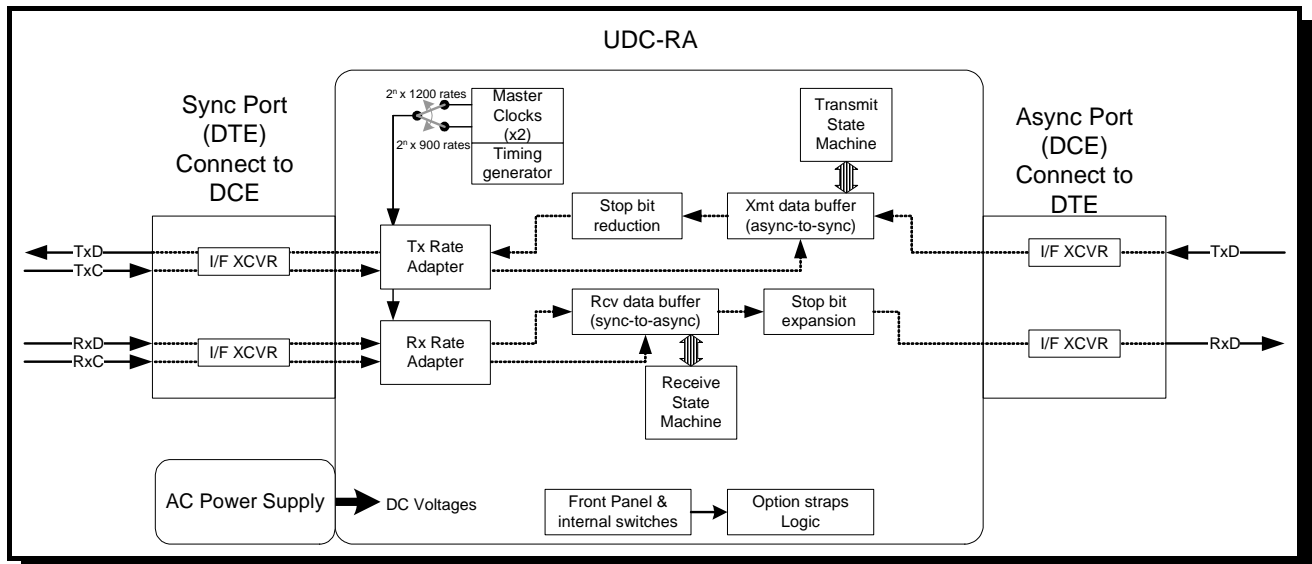 UDC-RA
Sync Port
(DTE)
Connect to
DCE
2ⁿ x 1200 rates
2ⁿ x 900 rates
Master
Clocks
(x2)
Timing
generator
Transmit
State
Machine
Async Port
(DCE)
Connect to
DTE
Stop bit
reduction
Xmt data buffer
(async-to-sync)
TxD
TxC
I/F XCVR
Tx Rate
Adapter
I/F XCVR
TxD
Rcv data buffer
(sync-to-async)
Stop bit
expansion
RxD
RxC
I/F XCVR
Rx Rate
Adapter
I/F XCVR
RxD
Receive
State
Machine
AC Power Supply
DC Voltages
Front Panel &
internal switches
Option straps
Logic